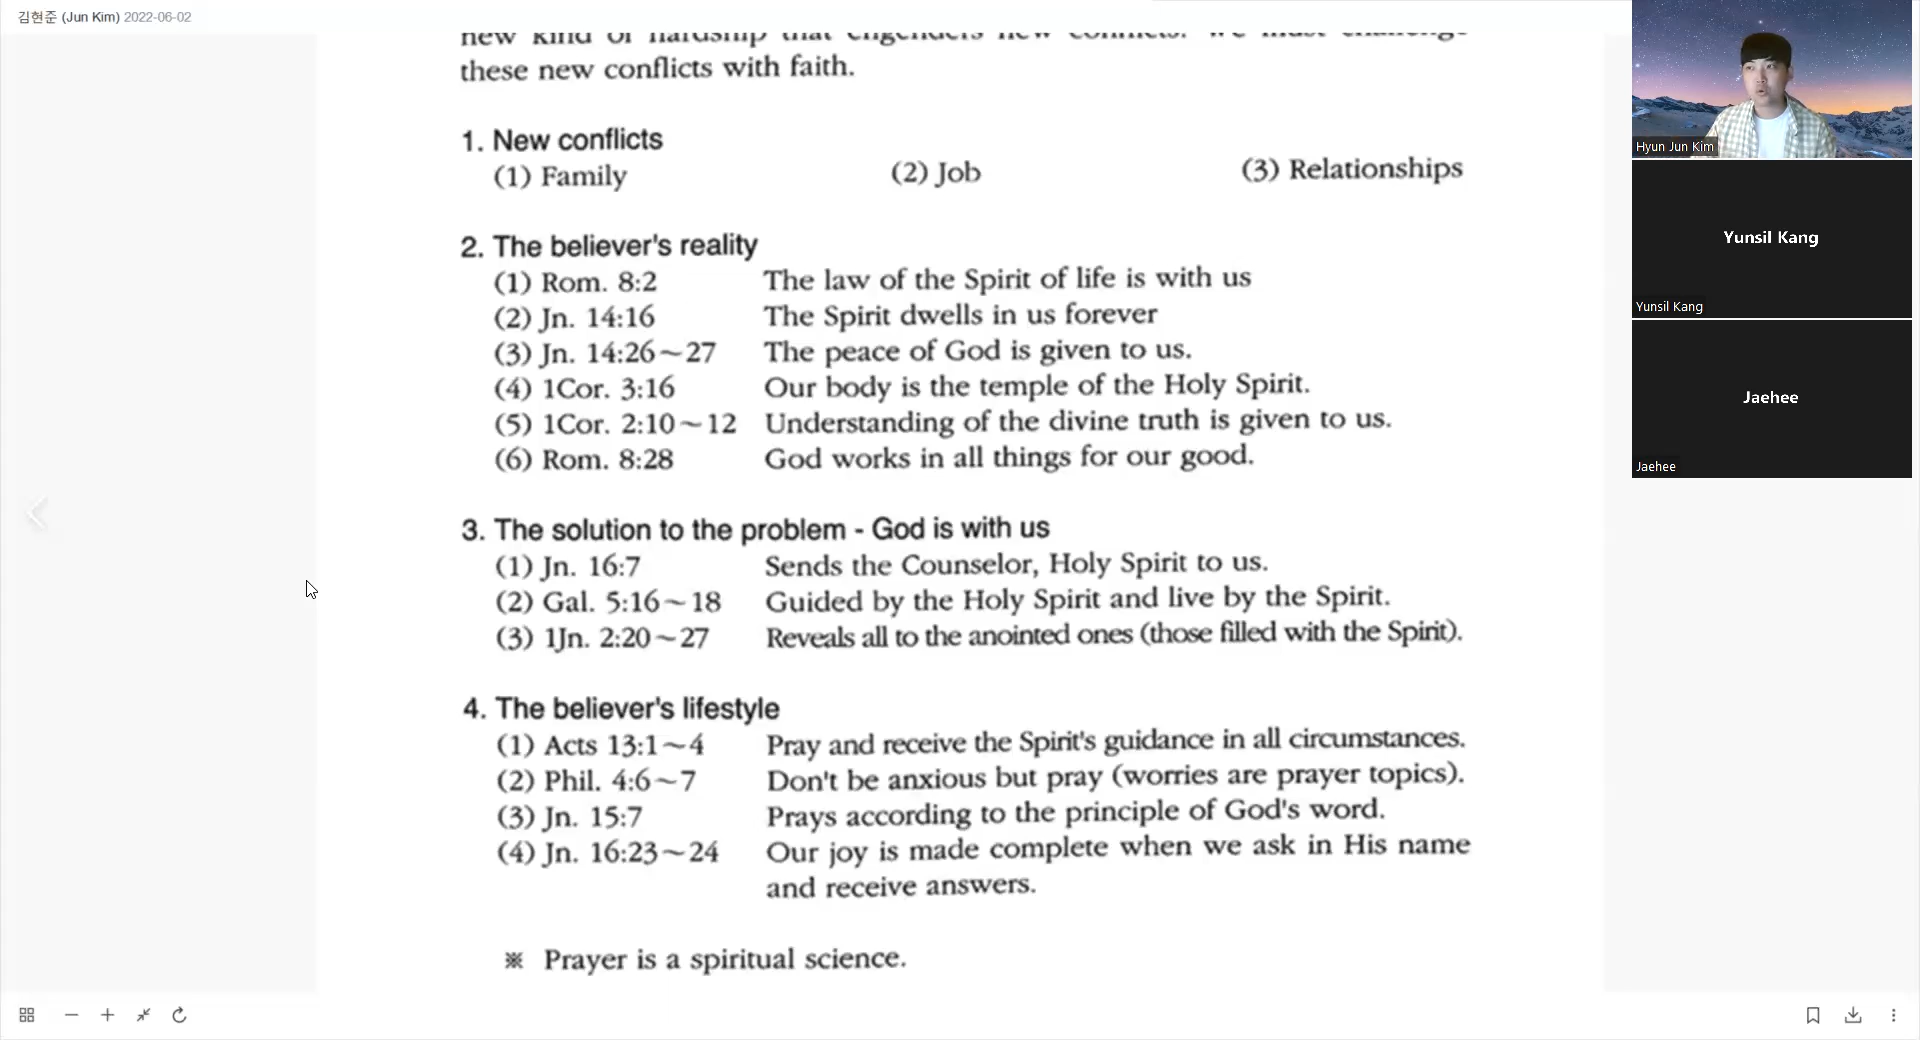 김현준 (Jun Kim) 2022-06-02
new kind of hardship that engenders new conflicts. We must challenge
these new conflicts with faith.
1. New conflicts
(1) Family (2) Job (3) Relationships
2. The believer's reality
(1) Rom. 8:2 The law of the Spirit of life is with us
(2) Jn. 14:16 The Spirit dwells in us forever
(3) Jn. 14:26~27 The peace of God is given to us.
(4) 1Cor. 3:16 Our body is the temple of the Holy Spirit.
(5) 1Cor. 2:10~12 Understanding of the divine truth is given to us.
(6) Rom. 8:28 God works in all things for our good.
3. The solution to the problem - God is with us
(1) Jn. 16:7 Sends the Counselor, Holy Spirit to us.
(2) Gal. 5:16~18 Guided by the Holy Spirit and live by the Spirit.
(3) 1Jn. 2:20~27 Reveals all to the anointed ones (those filled with the Spirit).
4. The believer's lifestyle
(1) Acts 13:1~4 Pray and receive the Spirit's guidance in all circumstances.
(2) Phil. 4:6~7 Don't be anxious but pray (worries are prayer topics).
(3) Jn. 15:7 Prays according to the principle of God's word.
(4) Jn. 16:23~24 Our joy is made complete when we ask in His name
and receive answers.
※ Prayer is a spiritual science.
Hyun Jun Kim
Yunsil Kang
Yunsil Kang
Jaehee
Jaehee